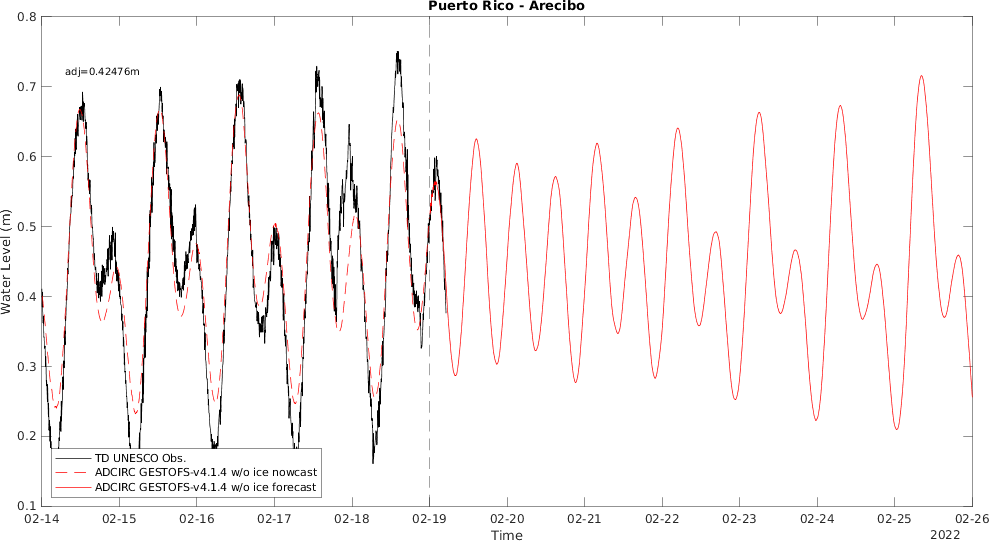 Puerto Rico - Arecibo
0.8
0.7
0.6
0.5
0.4
0.3
0.2
0.1
Water Level (m)
adj=0.42476m
TD UNESCO Obs.
ADCIRC GESTOFS-v4.1.4 w/o ice nowcast
ADCIRC GESTOFS-v4.1.4 w/o ice forecast
02-14 02-15 02-16 02-17 02-18 02-19 02-20 02-21 02-22 02-23 02-24 02-25 02-26
Time
2022